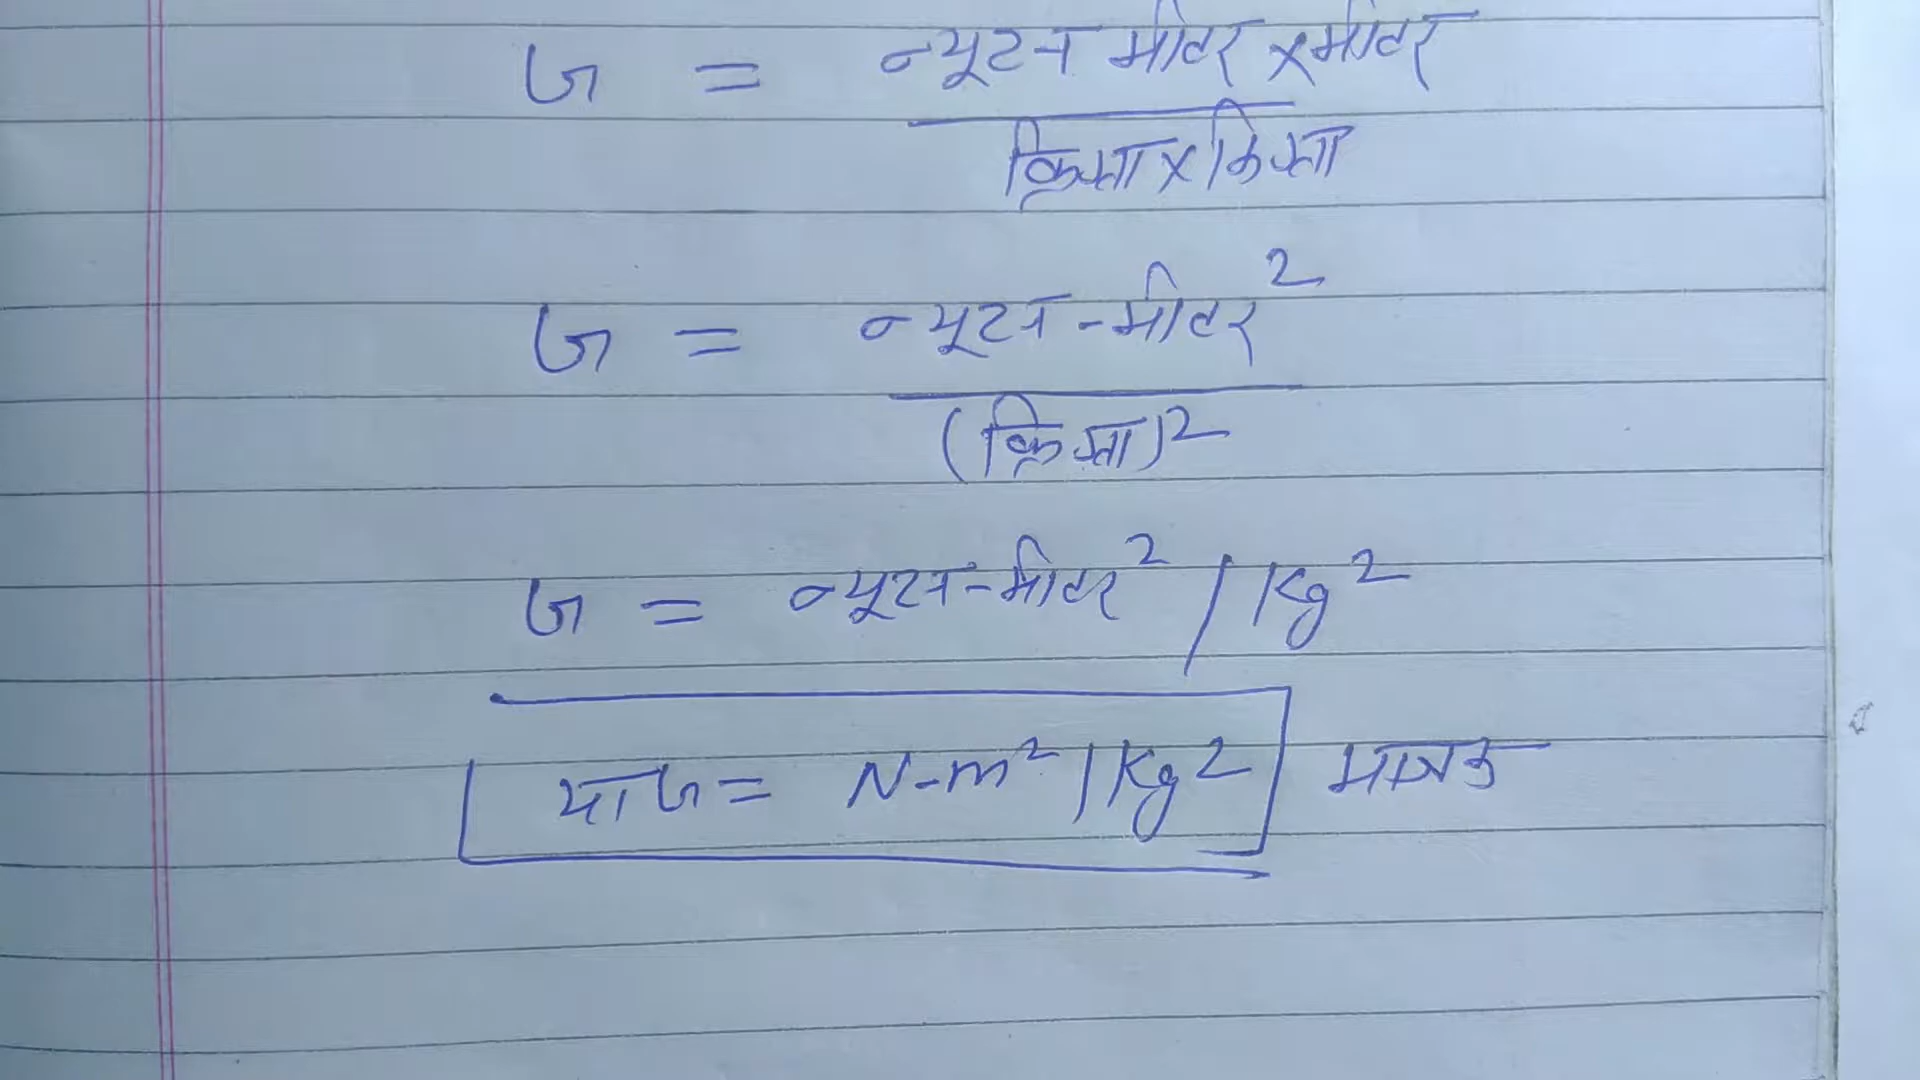 G = न्यूटन मीटर × मीटर
किग्रा × किग्रा
G = न्यूटन - मीटर²
(किग्रा)²
G = न्यूटन - मीटर² / Kg²
या G = N-m² / Kg² मात्रक